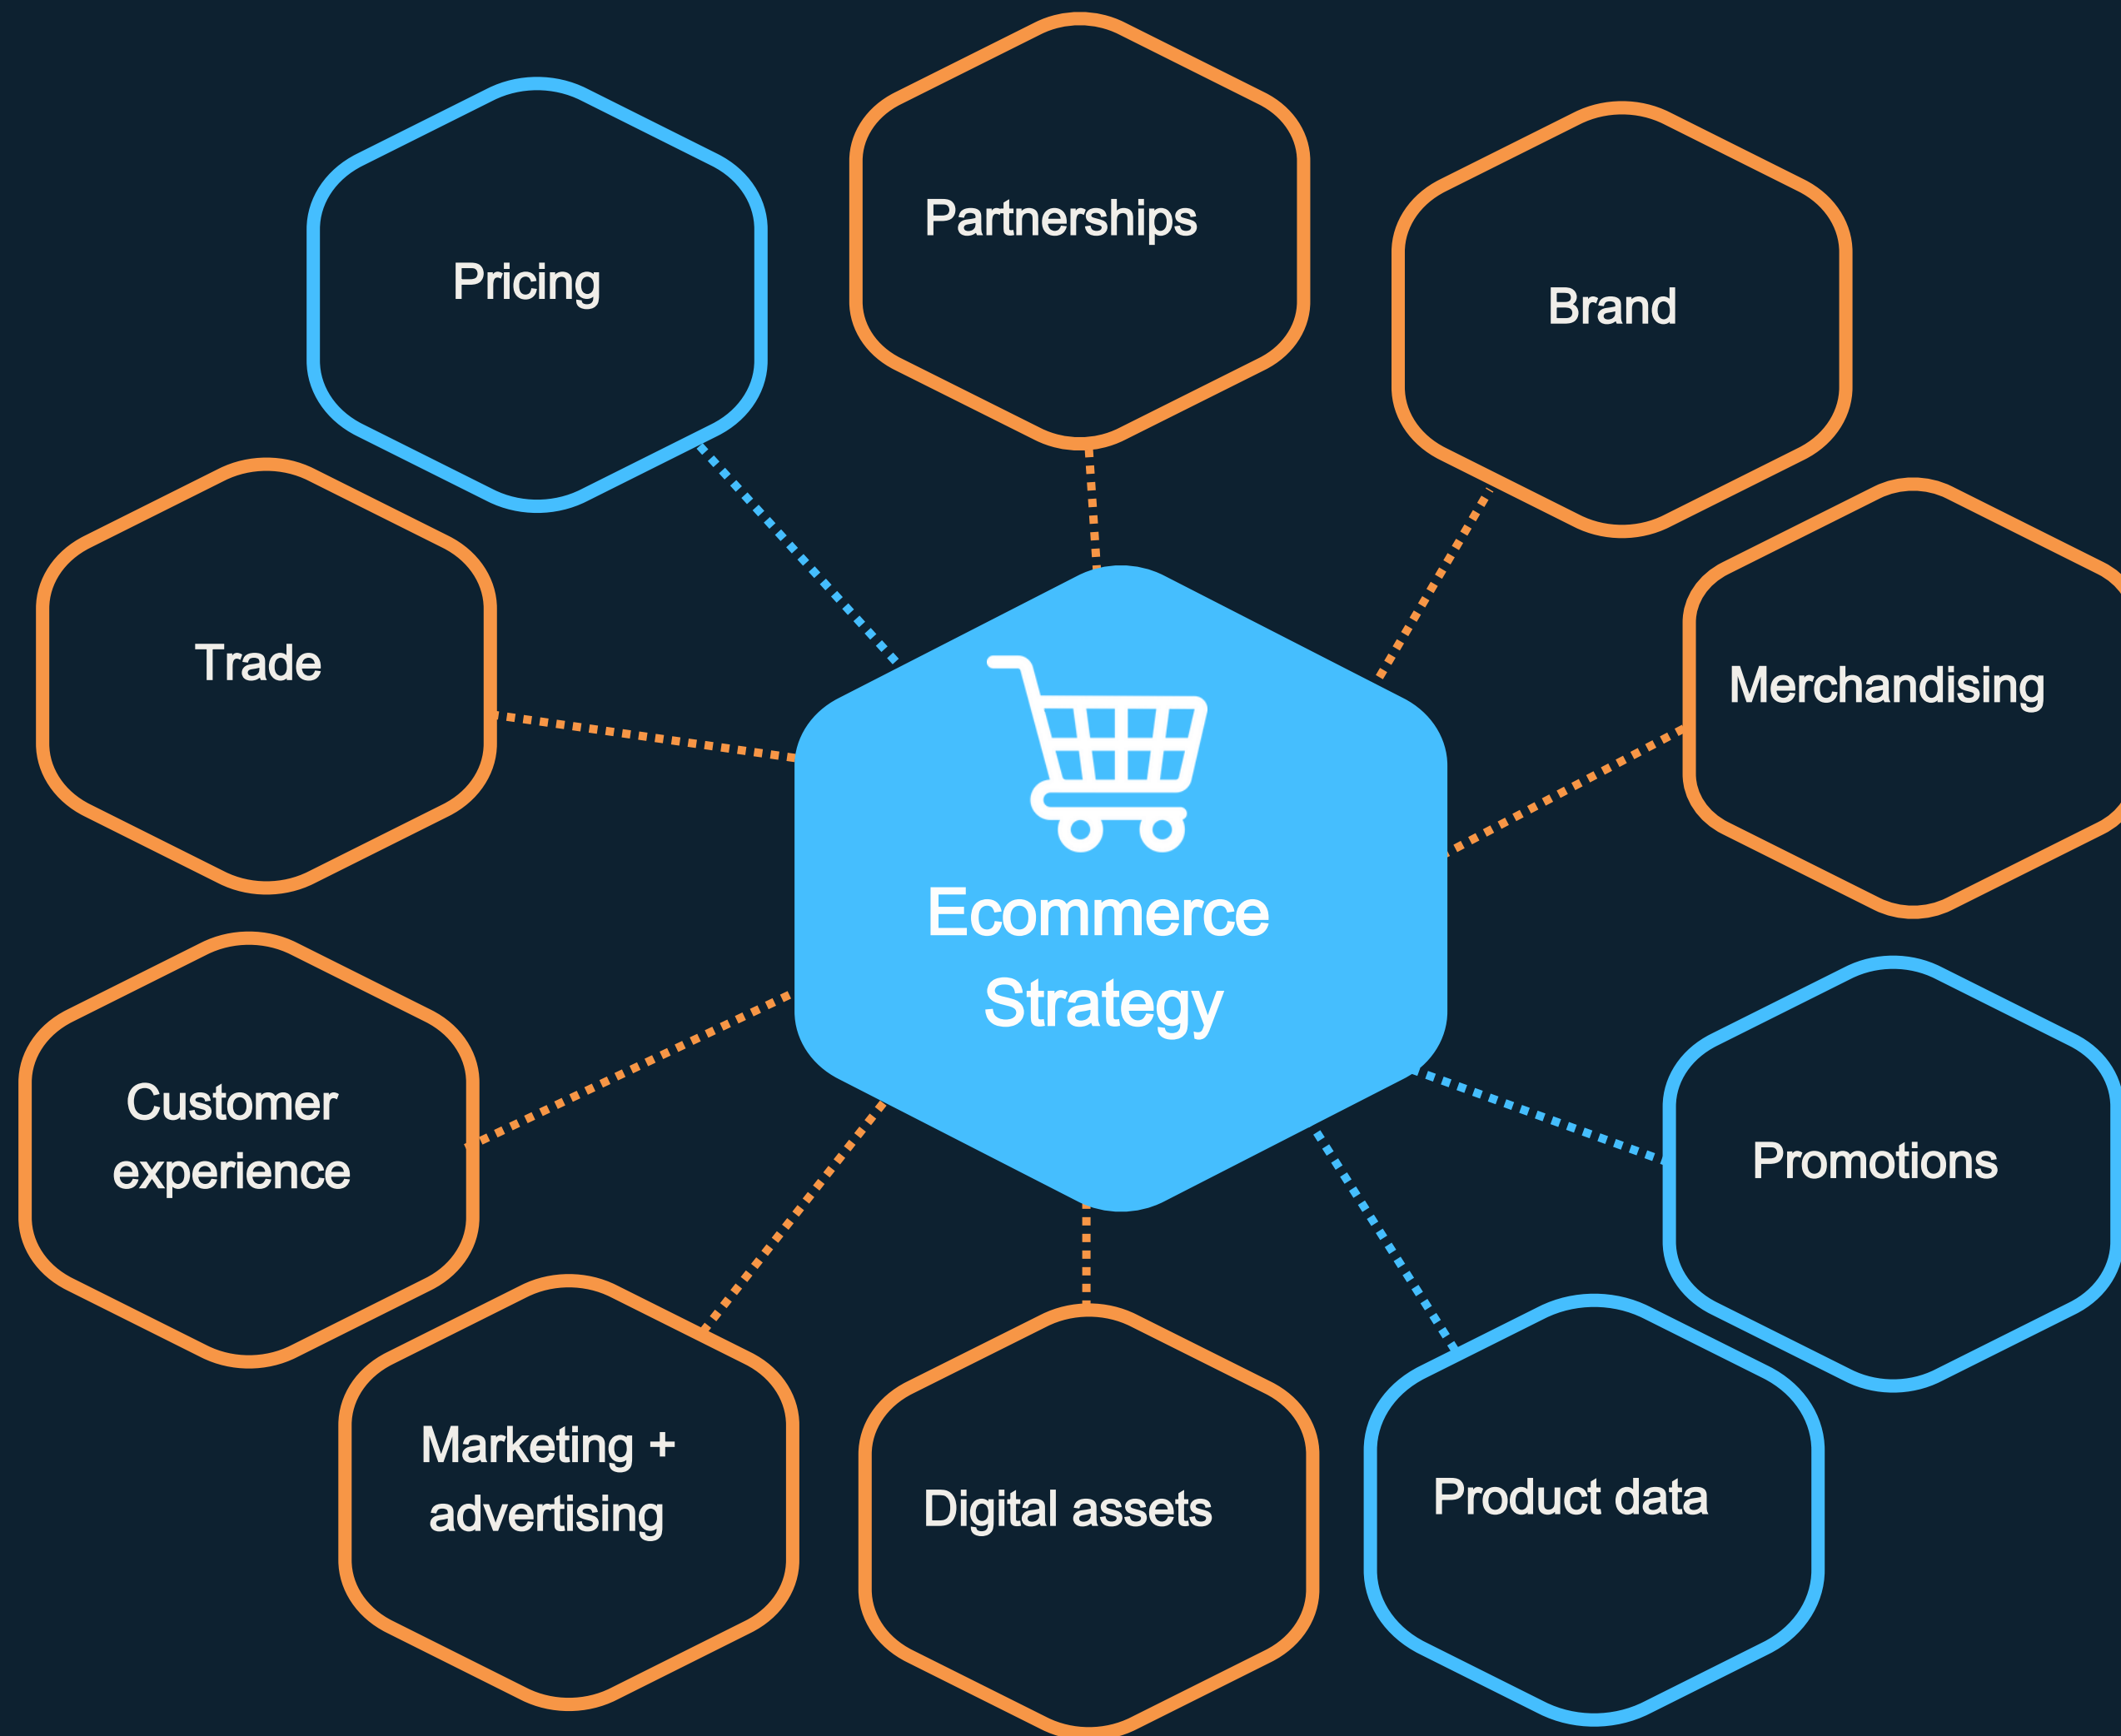 Partnerships
Pricing
Brand
Trade
Merchandising
Ecommerce
Strategy
Customer
experience
Promotions
Marketing +
advertising
Digital assets
Product data